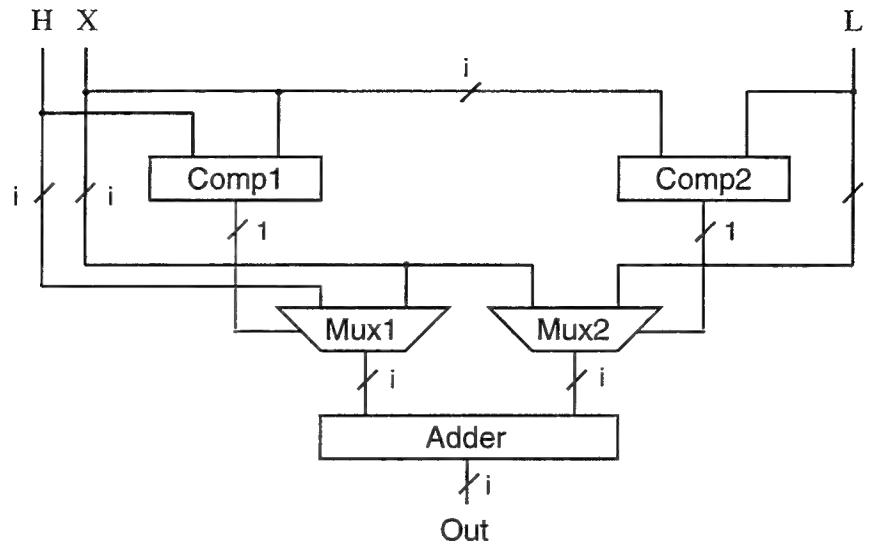 H X L
i
Comp1 Comp2
i i
1 1
Mux1 Mux2
i i
Adder
i
Out